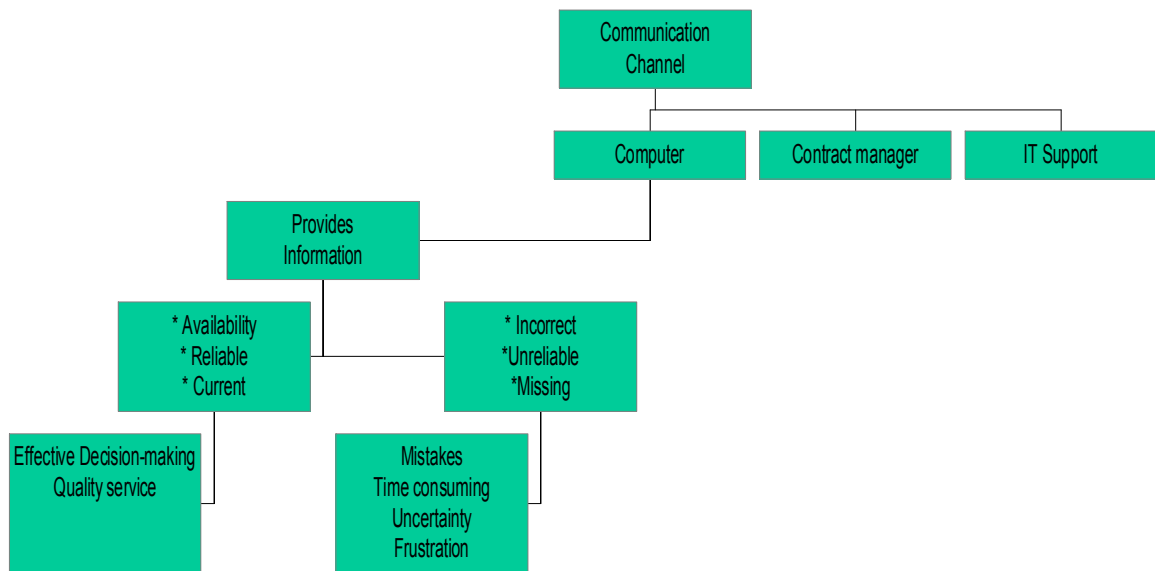 Communication
Channel
Computer
Contract manager
IT Support
Provides
Information
* Availability
* Reliable
* Current
* Incorrect
*Unreliable
*Missing
Effective Decision-making
Quality service
Mistakes
Time consuming
Uncertainty
Frustration